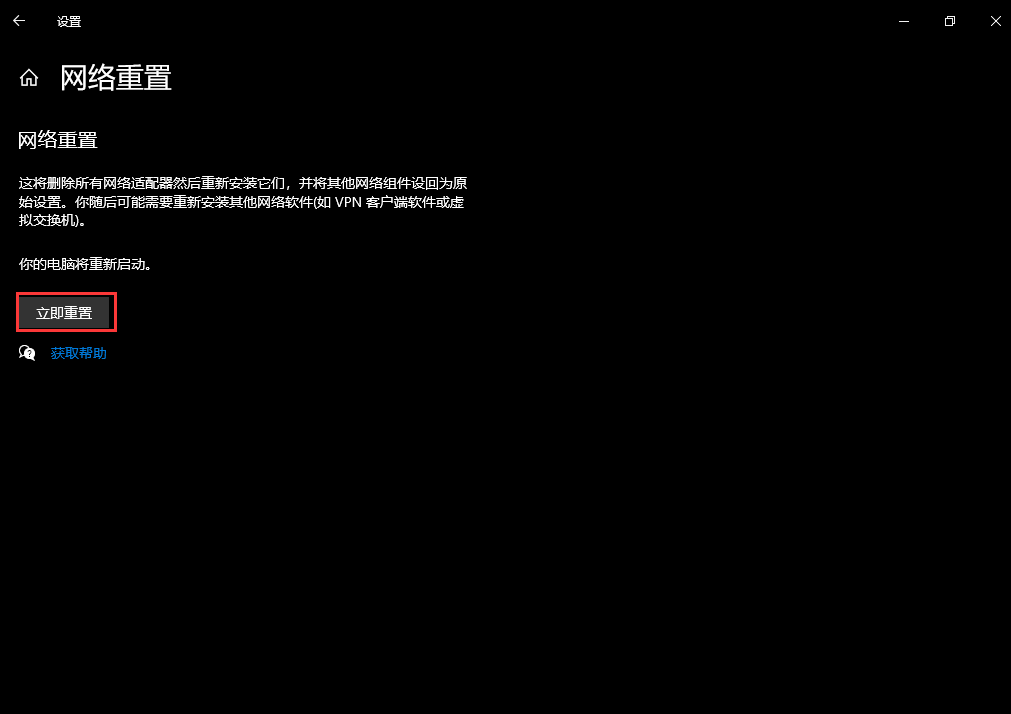 设置
网络重置
网络重置
这将删除所有网络适配器然后重新安装它们，并将其他网络组件设回为原
始设置。你随后可能需要重新安装其他网络软件(如 VPN 客户端软件或虚
拟交换机)。
你的电脑将重新启动。
立即重置
获取帮助